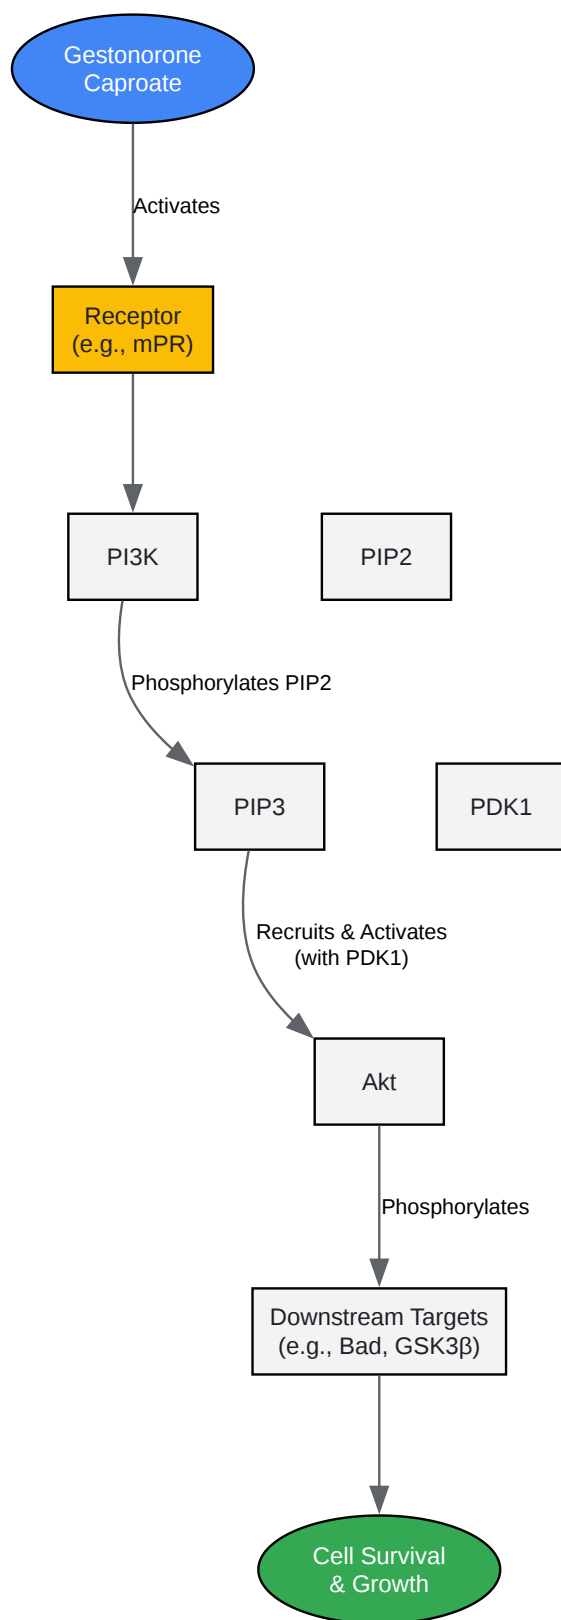 Gestonorone
Caproate
Activates
Receptor
(e.g., mPR)
PI3K
PIP2
Phosphorylates PIP2
PIP3
PDK1
Recruits & Activates
(with PDK1)
Akt
Phosphorylates
Downstream Targets
(e.g., Bad, GSK3β)
Cell Survival
& Growth